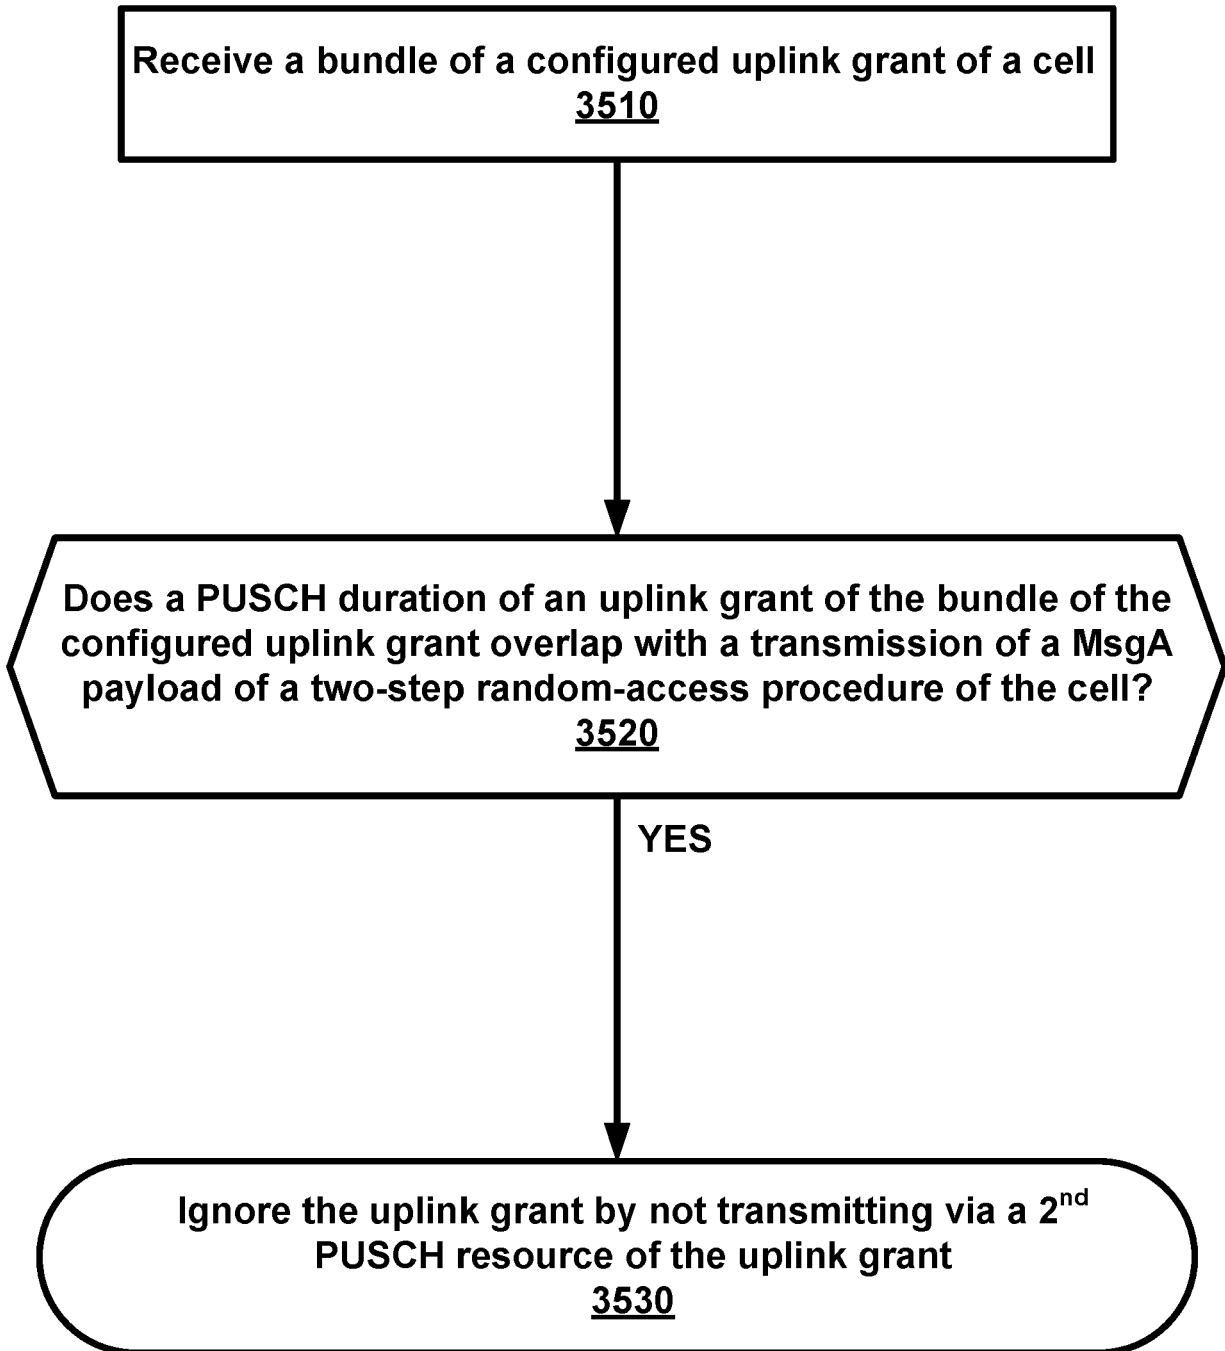 Receive a bundle of a configured uplink grant of a cell
3510
Does a PUSCH duration of an uplink grant of the bundle of the
configured uplink grant overlap with a transmission of a MsgA
payload of a two-step random-access procedure of the cell?
3520
YES
Ignore the uplink grant by not transmitting via a 2nd
PUSCH resource of the uplink grant
3530